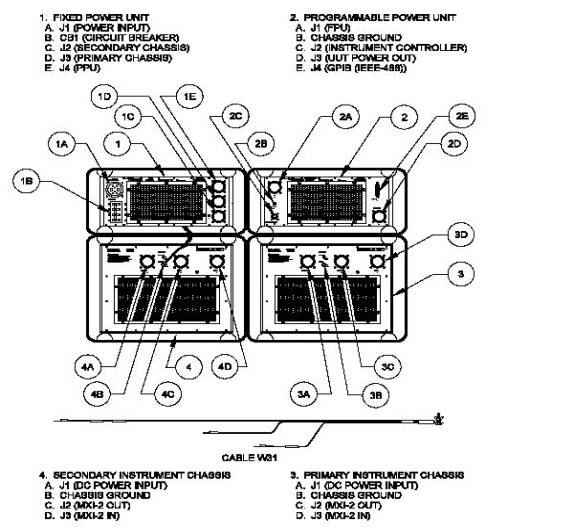 1. FIXED POWER UNIT
A. J1 (POWER INPUT)
B. CB1 (CIRCUIT BREAKER)
C. J2 (SECONDARY CHASSIS)
D. J3 (PRIMARY CHASSIS)
E. J4 (PPU)
2. PROGRAMMABLE POWER UNIT
A. J1 (FPU)
B. CHASSIS GROUND
C. J2 (INSTRUMENT CONTROLLER)
D. J3 (UUT POWER OUT)
E. J4 (GPIB (IEEE-488))
1D
1E
1C
2C
2A
2E
1A
1
2B
2
2D
1B
3D
3
4A
4
4D
3C
4B
4C
3A
3B
CABLE W31
4. SECONDARY INSTRUMENT CHASSIS
A. J1 (DC POWER INPUT)
B. CHASSIS GROUND
C. J2 (MXI-2 OUT)
D. J3 (MXI-2 IN)
3. PRIMARY INSTRUMENT CHASSIS
A. J1 (DC POWER INPUT)
B. CHASSIS GROUND
C. J2 (MXI-2 OUT)
D. J3 (MXI-2 IN)